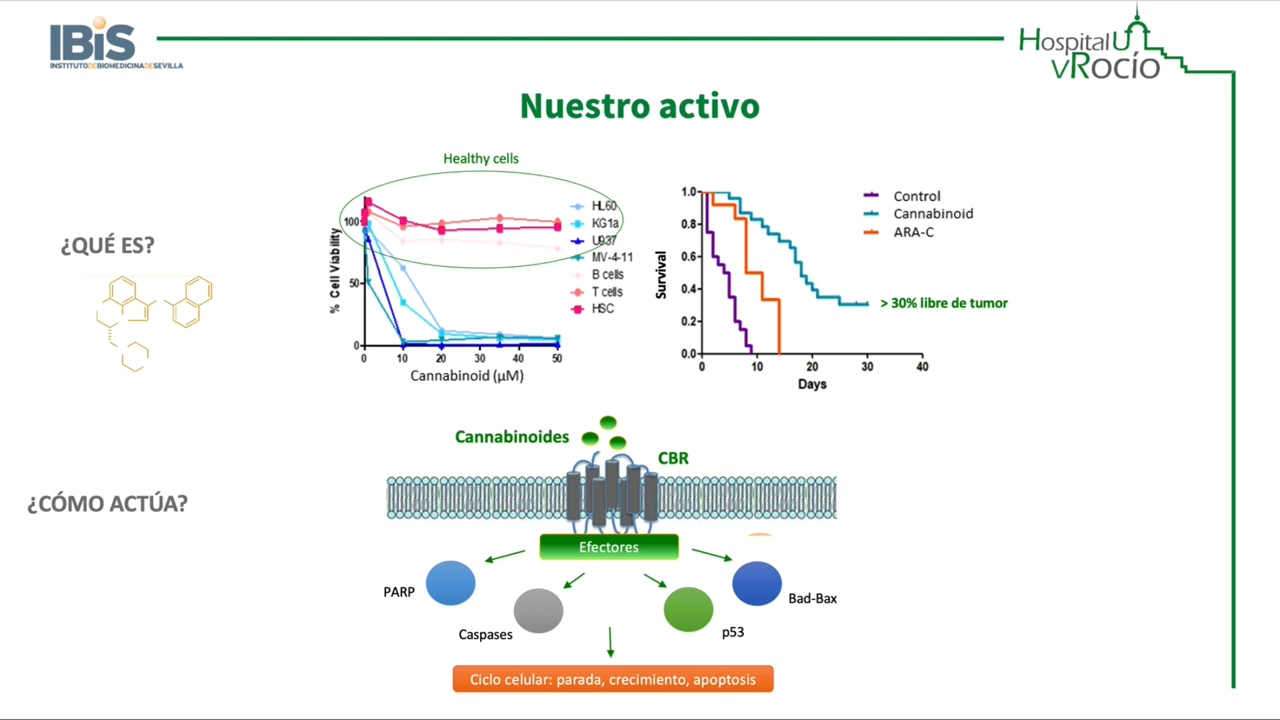 IBiS
INSTITUTO DE BIOMEDICINA DE SEVILLA
Hospital U
vRocío
Nuestro activo
¿QUÉ ES?
Healthy cells
% Cell Viability
100
50
0
0 10 20 30 40 50
Cannabinoid (µM)
HL60
KG1a
U937
MV-4-11
B cells
T cells
HSC
Survival
1.0
0.8
0.6
0.4
0.2
0.0
0 10 20 30 40
Days
Control
Cannabinoid
ARA-C
> 30% libre de tumor
¿CÓMO ACTÚA?
Cannabinoides
CBR
Efectores
PARP
Caspases
p53
Bad-Bax
Ciclo celular: parada, crecimiento, apoptosis